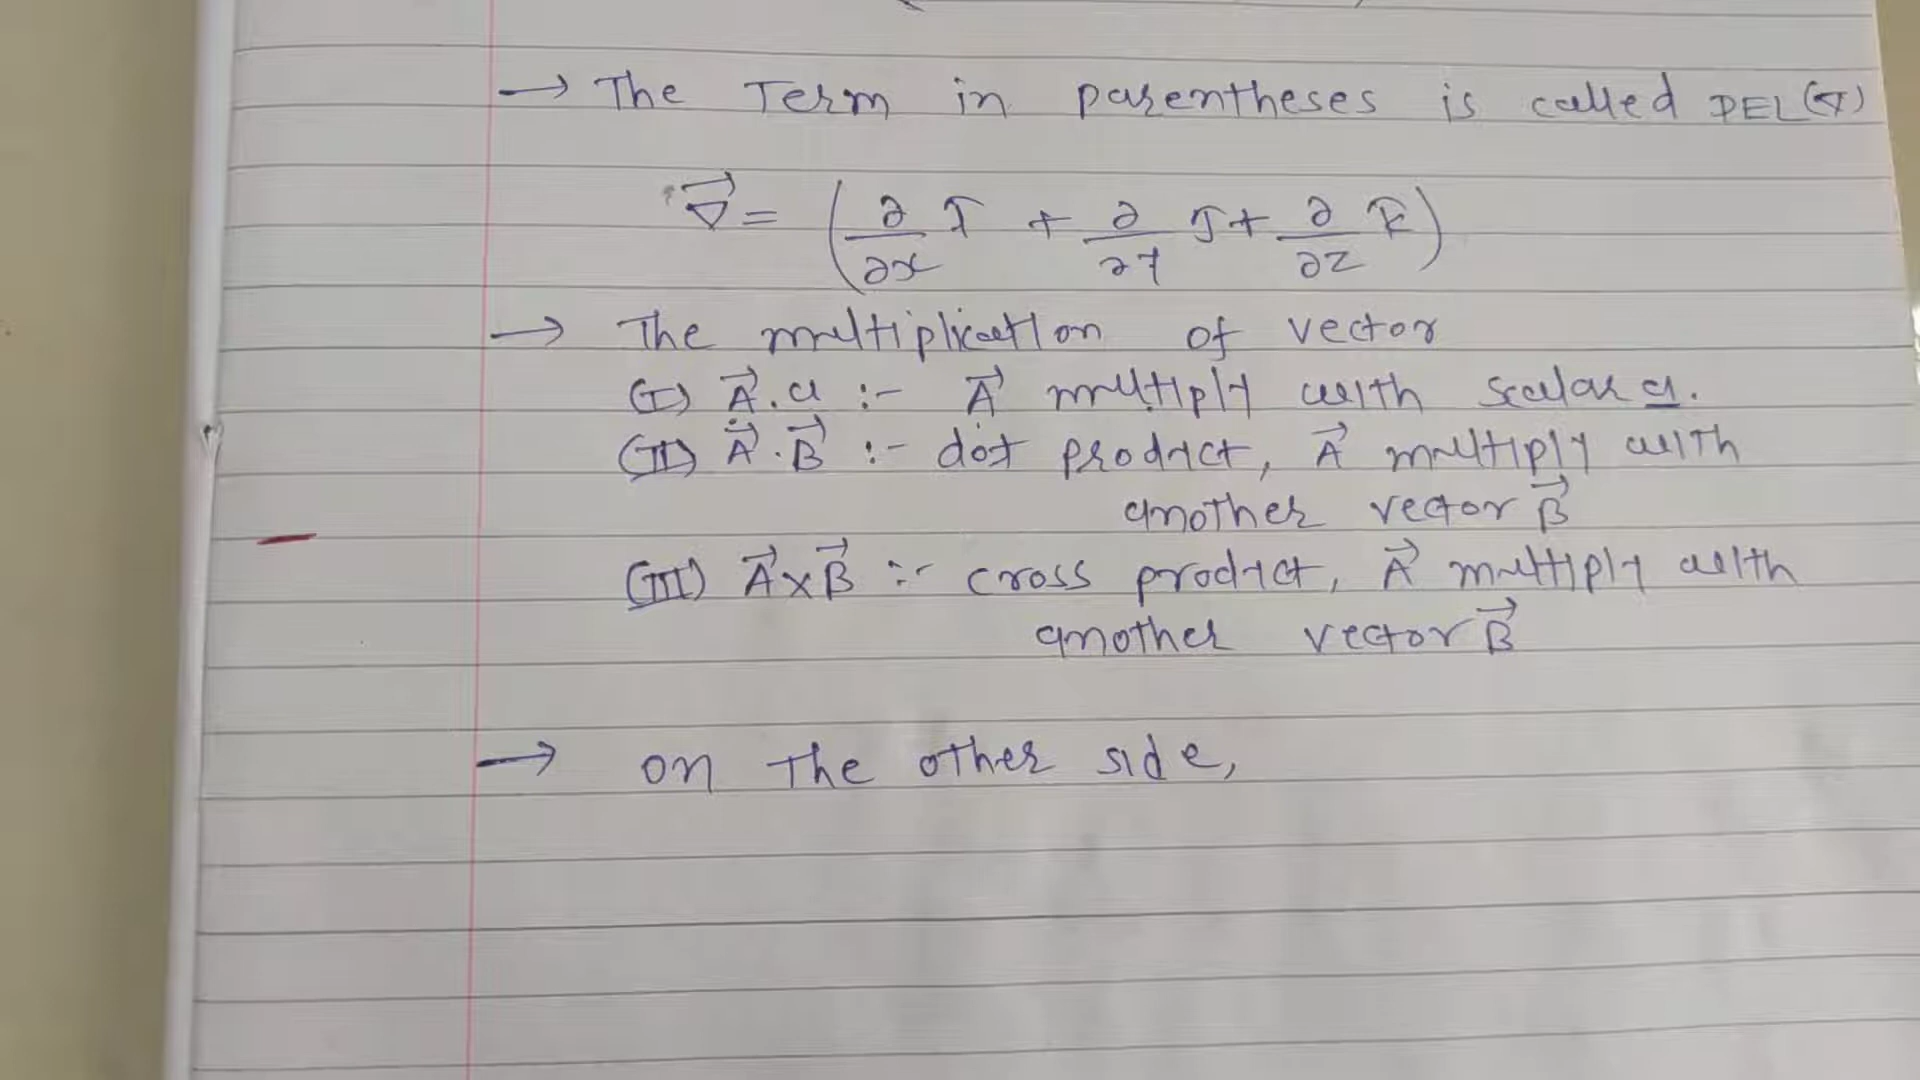 → The Term in parentheses is called DEL(∇)
∇⃗ = (∂/∂x î + ∂/∂y ĵ + ∂/∂z k̂)
→ The multiplication of vector
(I) A⃗.a :- A⃗ multiply with scalar a.
(II) A⃗.B⃗ :- dot product, A⃗ multiply with
another vector B⃗
(III) A⃗×B⃗ :- cross product, A⃗ multiply with
another vector B⃗
→ on the other side,